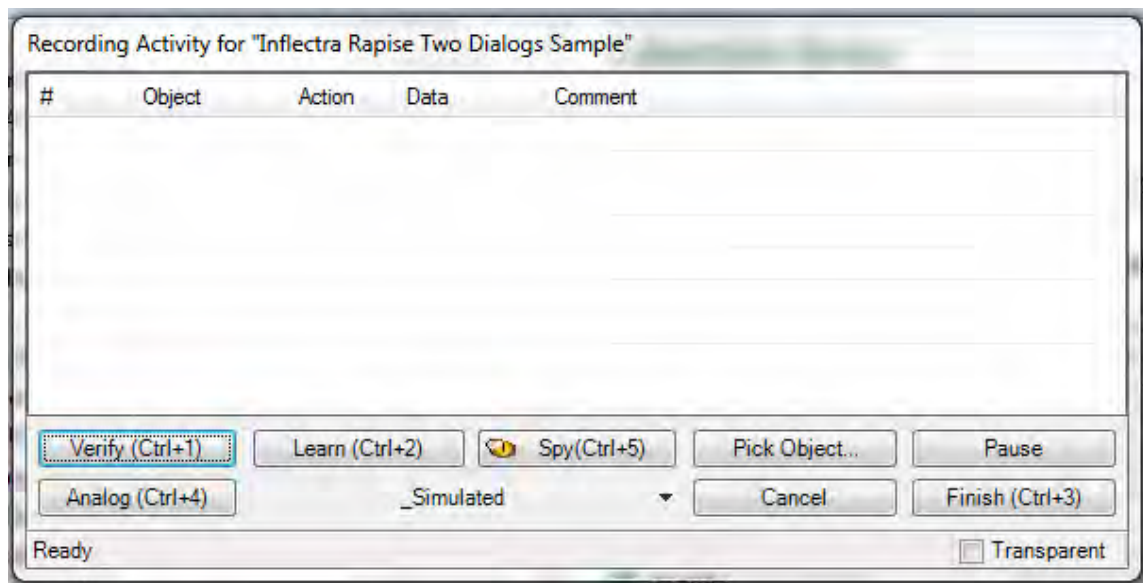 Recording Activity for "Inflectra Rapise Two Dialogs Sample"
# Object Action Data Comment
Verify (Ctrl+1) Learn (Ctrl+2) Spy(Ctrl+5) Pick Object... Pause
Analog (Ctrl+4) _Simulated Cancel Finish (Ctrl+3)
Ready Transparent